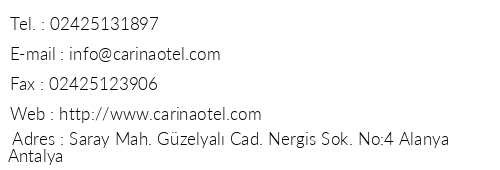 Tel. : 02425131897
E-mail : info@carinaotel.com
Fax : 02425123906
Web : http://www.carinaotel.com
Adres : Saray Mah. Güzelyalı Cad. Nergis Sok. No:4 Alanya
Antalya